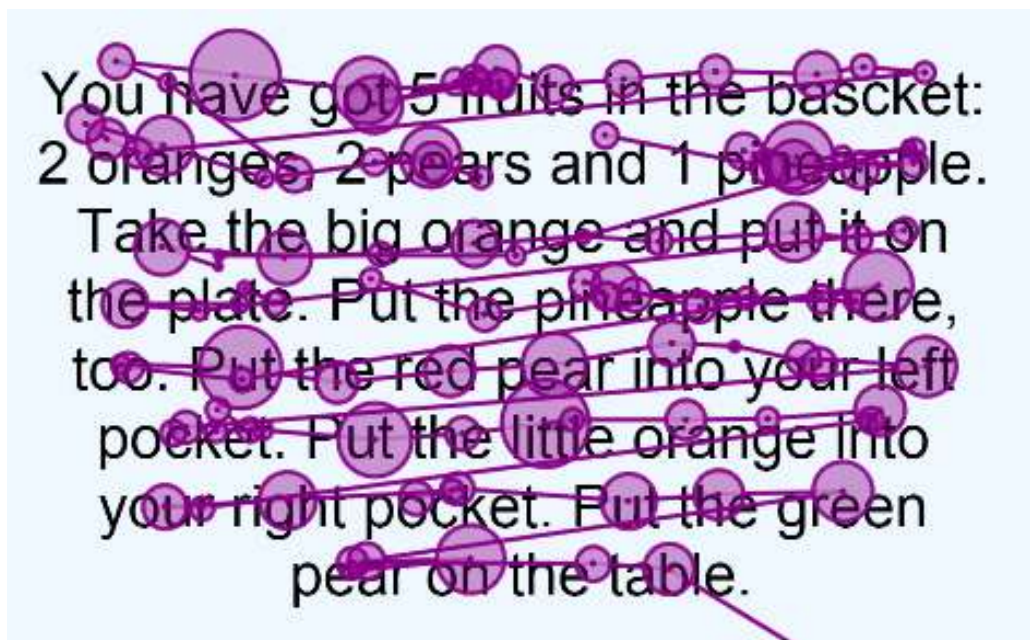 You have got 5 fruits in the bascket:
2 oranges, 2 pears and 1 pineapple.
Take the big orange and put it on
the plate. Put the pineapple there,
too. Put the red pear into your left
pocket. Put the little orange into
your right pocket. Put the green
pear on the table.